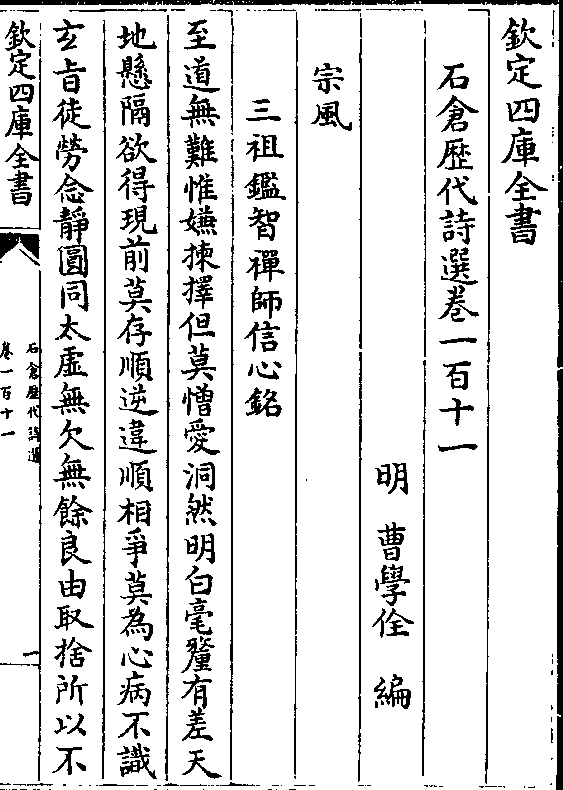 欽定四庫全書
石倉歷代詩選卷一百十一
明　曹學佺　編
宗風
三祖鑑智禪師信心銘
至道無難惟嫌揀擇但莫憎愛洞然明白毫釐有差天
地懸隔欲得現前莫存順逆違順相爭莫為心病不識
玄旨徒勞念靜圓同太虛無欠無餘良由取捨所以不
欽定四庫全書
石倉歷代詩選
卷一百十一
一